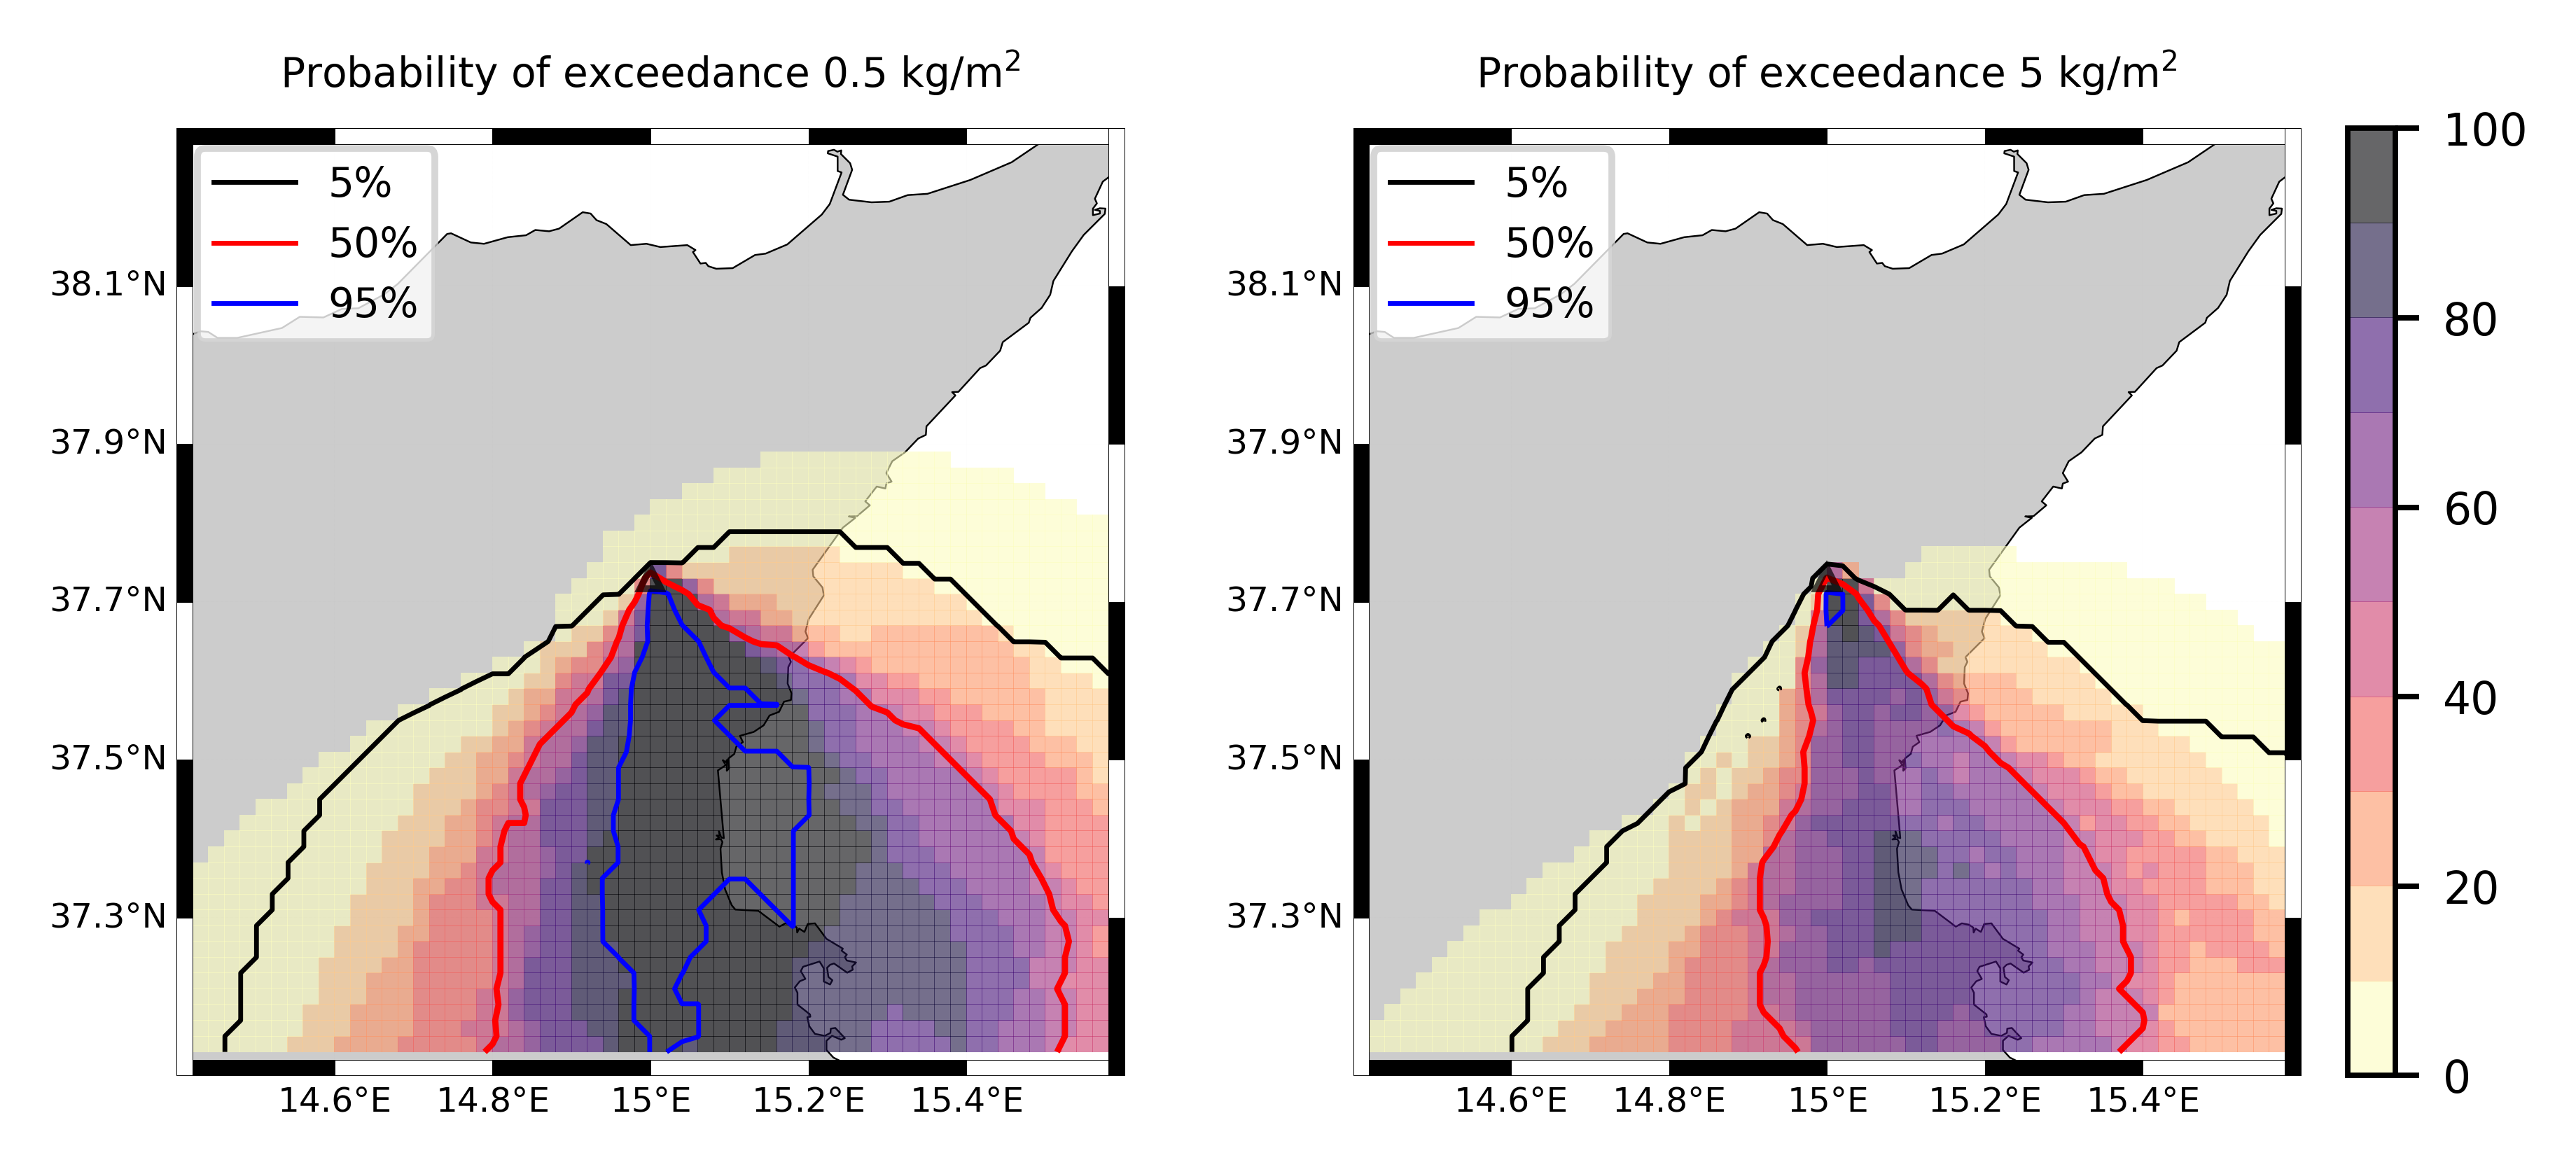 Probability of exceedance 0.5 kg/m²
5%
50%
95%
38.1°N
37.9°N
37.7°N
37.5°N
37.3°N
14.6°E
14.8°E
15°E
15.2°E
15.4°E
Probability of exceedance 5 kg/m²
5%
50%
95%
38.1°N
37.9°N
37.7°N
37.5°N
37.3°N
14.6°E
14.8°E
15°E
15.2°E
15.4°E
100
80
60
40
20
0